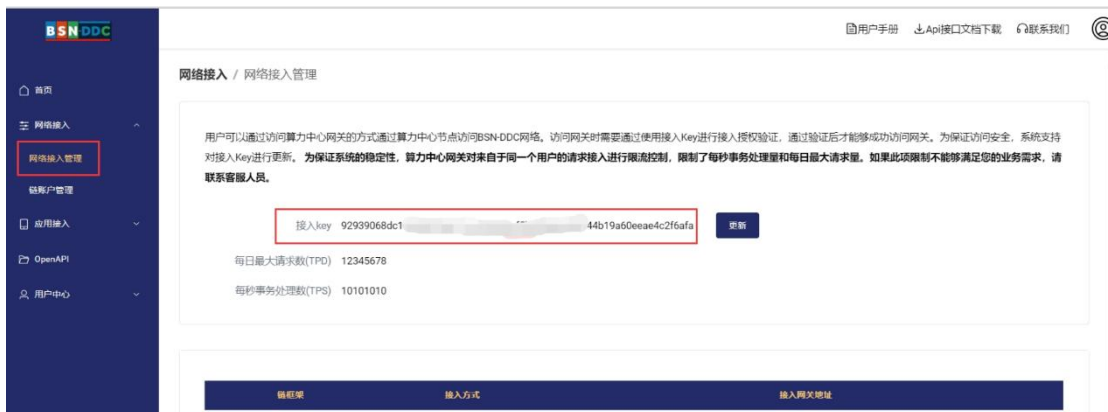 BSN DDC
用户手册 Api接口文档下载 联系我们
网络接入 / 网络接入管理
首页
网络接入
网络接入管理
链账户管理
应用接入
OpenAPI
用户中心
用户可以通过访问算力中心网关的方式通过算力中心节点访问BSN-DDC网络。访问网关时需要通过使用接入Key进行接入授权验证，通过验证后才能够成功访问网关。为保证访问安全，系统支持
对接入Key进行更新。为保证系统的稳定性，算力中心网关对来自于同一个用户的请求接入进行限流控制，限制了每秒事务处理量和每日最大请求量。如果此项限制不能够满足您的业务需求，请
联系客服人员。
接入key 92939068dc1 44b19a60eeae4c2f6afa 更新
每日最大请求数(TPD) 12345678
每秒事务处理数(TPS) 10101010
链框架 接入方式 接入网关地址